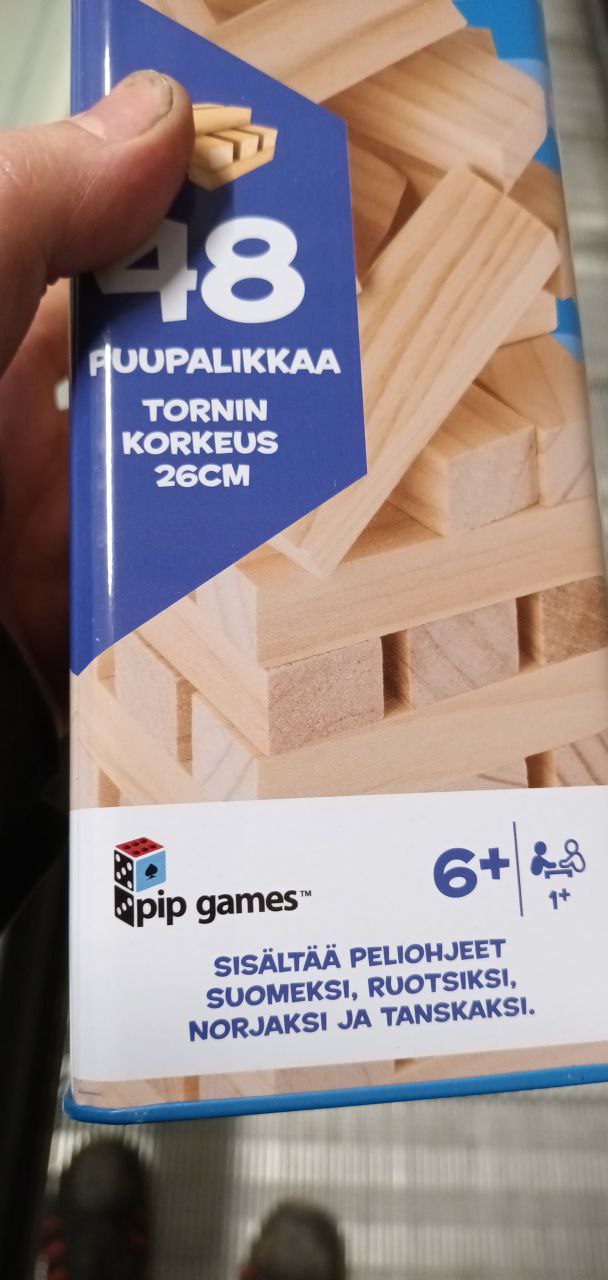 48
PUUPALIKKAA
TORNIN
KORKEUS
26CM
pip games™
6+
1+
SISÄLTÄÄ PELIOHJEET
SUOMEKSI, RUOTSIKSI,
NORJAKSI JA TANSKAKSI.